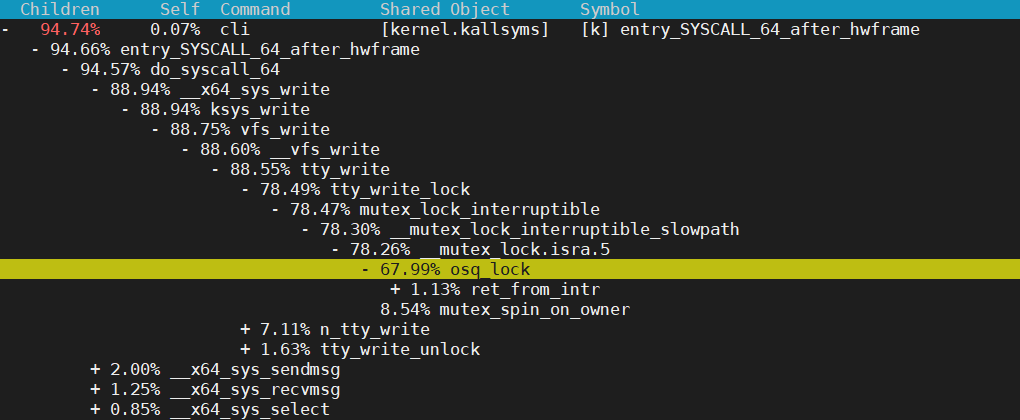 Children Self Command Shared Object Symbol
- 94.74% 0.07% cli [kernel.kallsyms] [k] entry_SYSCALL_64_after_hwframe
- 94.66% entry_SYSCALL_64_after_hwframe
- 94.57% do_syscall_64
- 88.94% __x64_sys_write
- 88.94% ksys_write
- 88.75% vfs_write
- 88.60% __vfs_write
- 88.55% tty_write
- 78.49% tty_write_lock
- 78.47% mutex_lock_interruptible
- 78.30% __mutex_lock_interruptible_slowpath
- 78.26% __mutex_lock.isra.5
- 67.99% osq_lock
+ 1.13% ret_from_intr
8.54% mutex_spin_on_owner
+ 7.11% n_tty_write
+ 1.63% tty_write_unlock
+ 2.00% __x64_sys_sendmsg
+ 1.25% __x64_sys_recvmsg
+ 0.85% __x64_sys_select